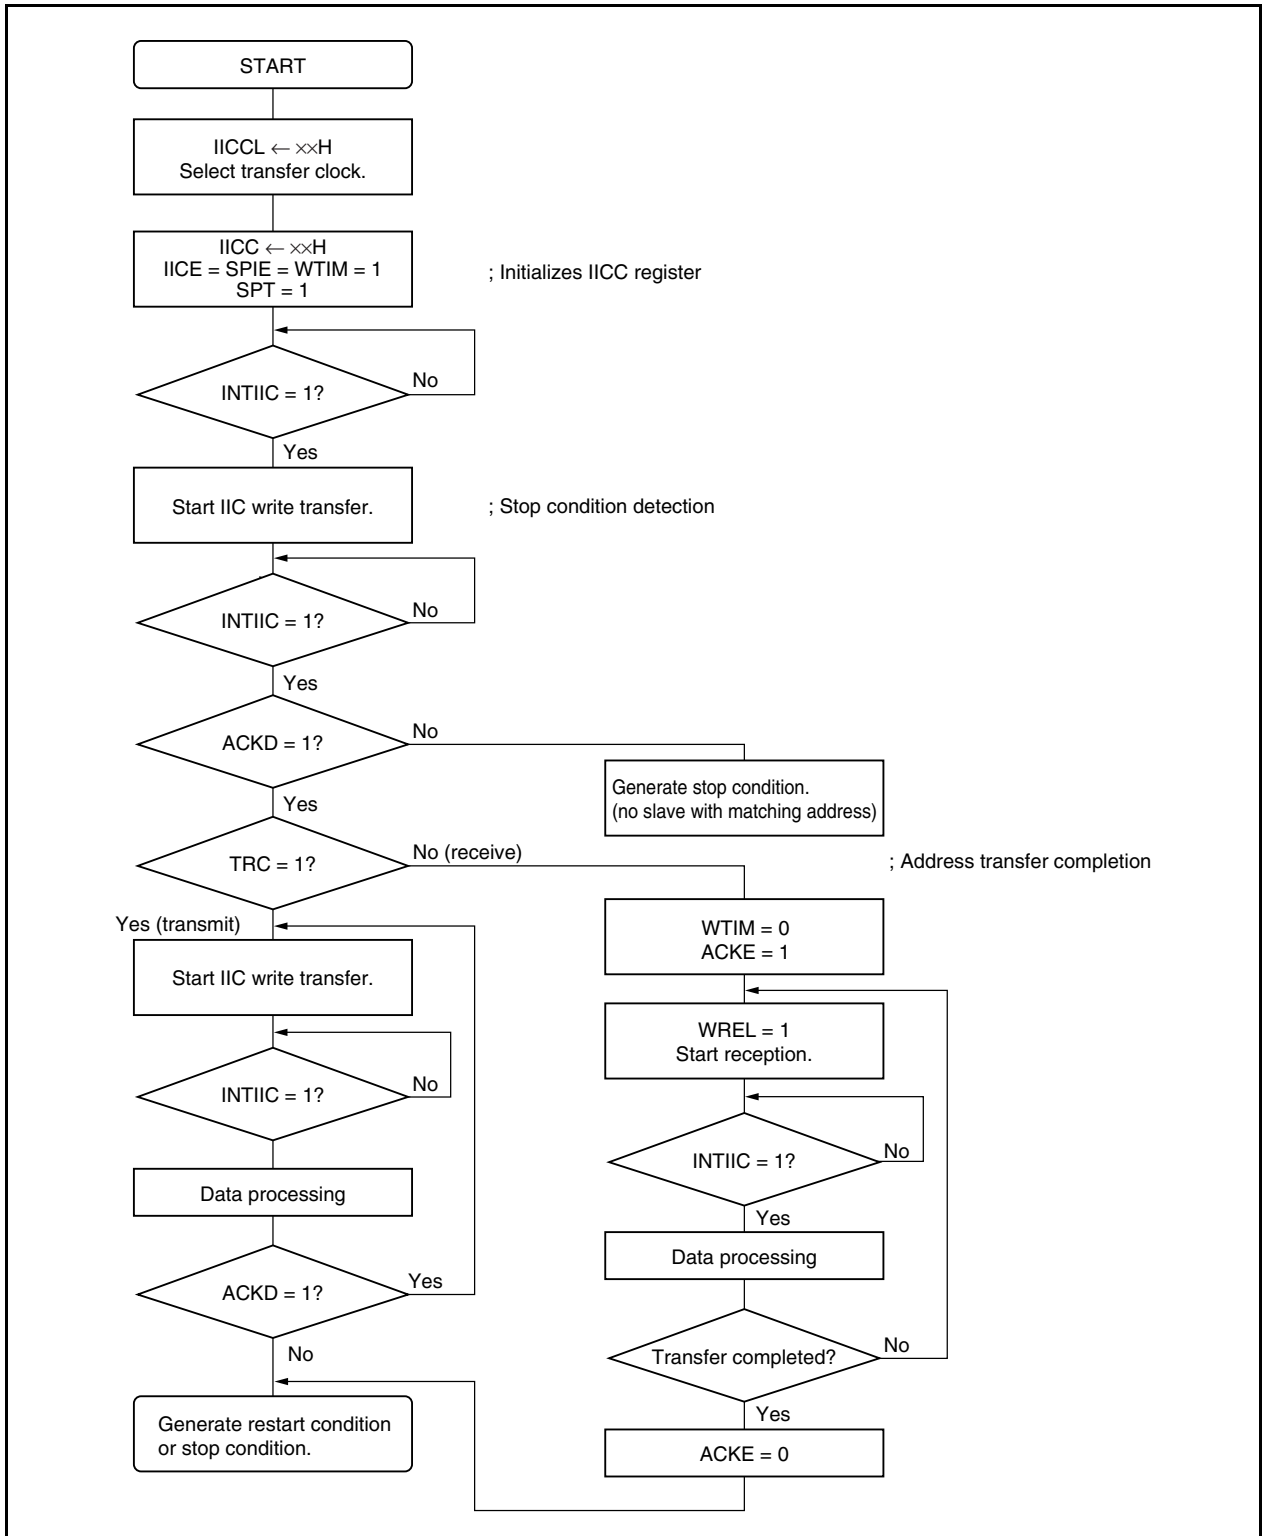 START
IICCL ← ××H
Select transfer clock.
IICC ← ××H
IICE = SPIE = WTIM = 1
SPT = 1
; Initializes IICC register
INTIIC = 1?
No
Yes
Start IIC write transfer.
; Stop condition detection
INTIIC = 1?
No
Yes
ACKD = 1?
No
Generate stop condition.
(no slave with matching address)
Yes
TRC = 1?
No (receive)
; Address transfer completion
Yes (transmit)
Start IIC write transfer.
INTIIC = 1?
No
Data processing
ACKD = 1?
Yes
No
Generate restart condition
or stop condition.
WTIM = 0
ACKE = 1
WREL = 1
Start reception.
INTIIC = 1?
No
Yes
Data processing
Transfer completed?
No
Yes
ACKE = 0